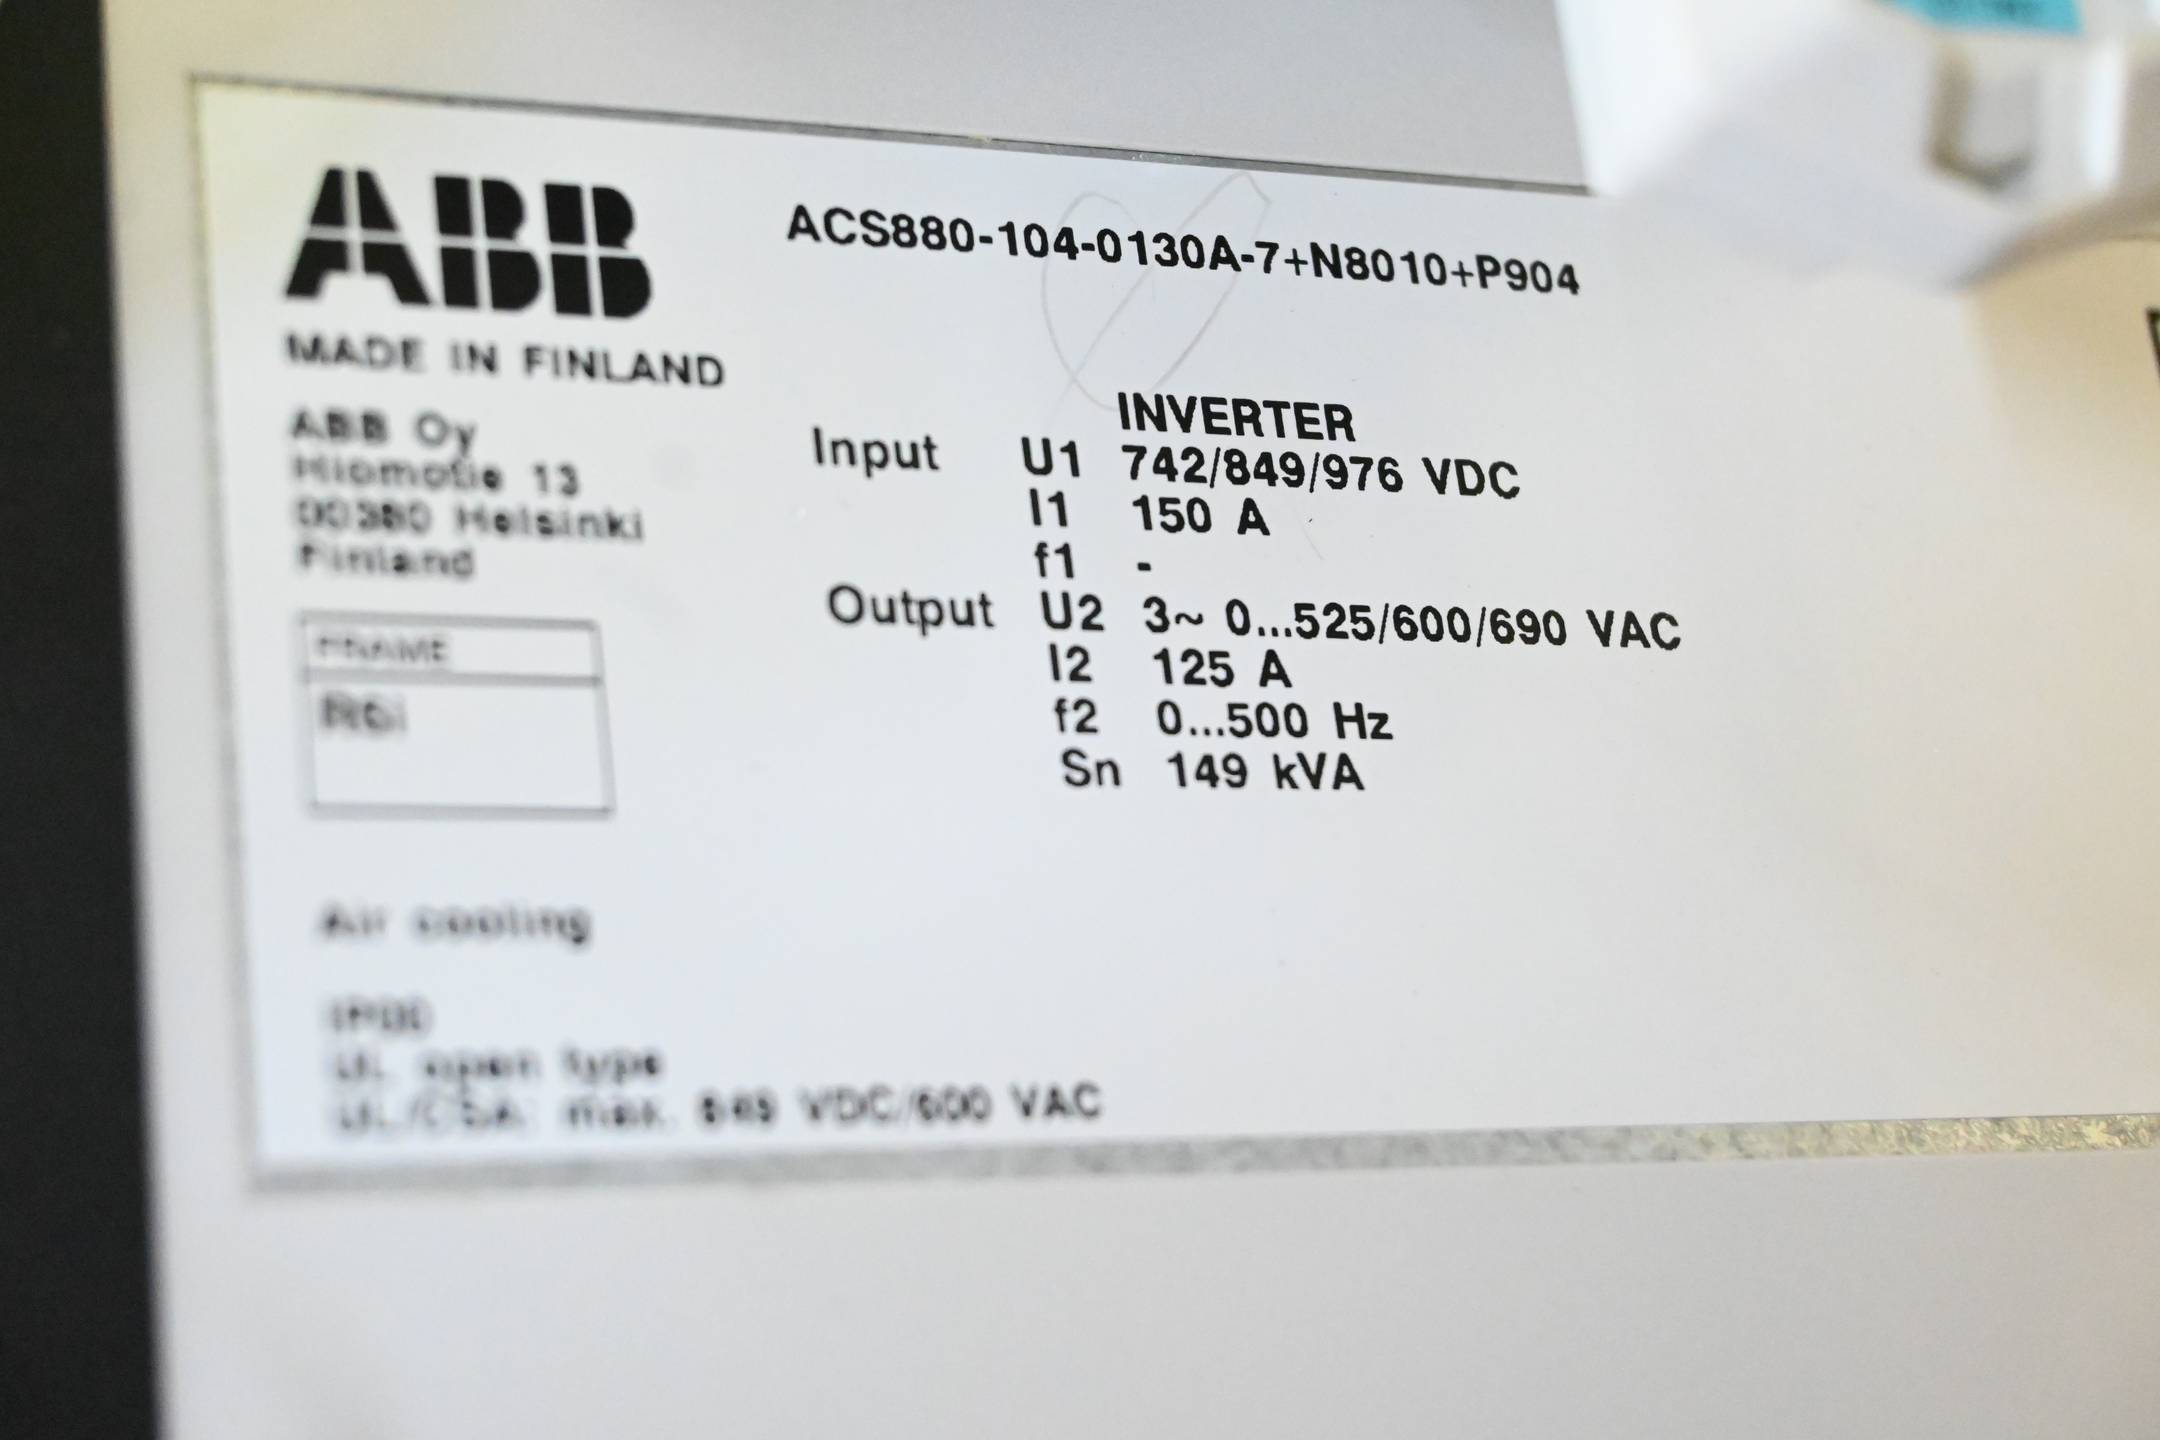 ABB
ACS880-104-0130A-7+N8010+P904
MADE IN FINLAND
ABB Oy
Hiomotie 13
00380 Helsinki
Finland
INVERTER
Input U1 742/849/976 VDC
I1 150 A
f1 -
Output U2 3~ 0...525/600/690 VAC
I2 125 A
f2 0...500 Hz
Sn 149 kVA
FRAME
Air cooling
IP00
UL open type
UL/CSA: max. 849 VDC/600 VAC